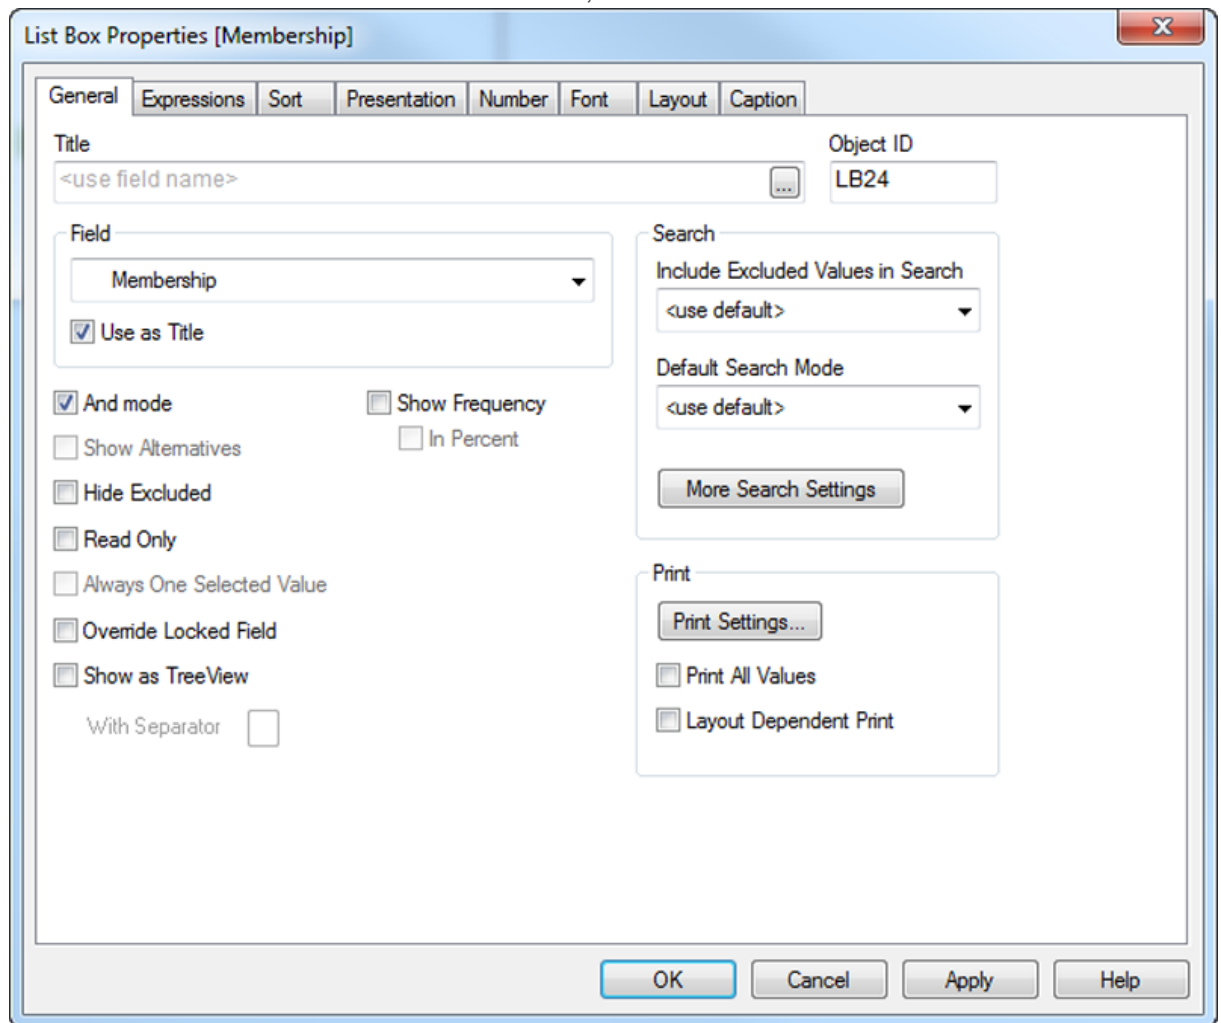 List Box Properties [Membership]
General Expressions Sort Presentation Number Font Layout Caption
Title
Object ID
<use field name>
...
LB24
Field
Membership
Use as Title
Search
Include Excluded Values in Search
<use default>
Default Search Mode
<use default>
More Search Settings
And mode
Show Frequency
Show Alternatives
In Percent
Hide Excluded
Read Only
Always One Selected Value
Override Locked Field
Show as TreeView
With Separator
Print
Print Settings...
Print All Values
Layout Dependent Print
OK Cancel Apply Help